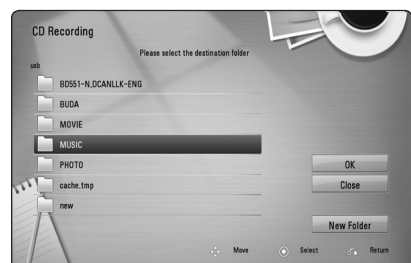 CD Recording
Please select the destination folder
usb
BD551-N,DCANLLK-ENG
BUDA
MOVIE
MUSIC
PHOTO
cache.tmp
new
OK
Close
New Folder
Move Select Return